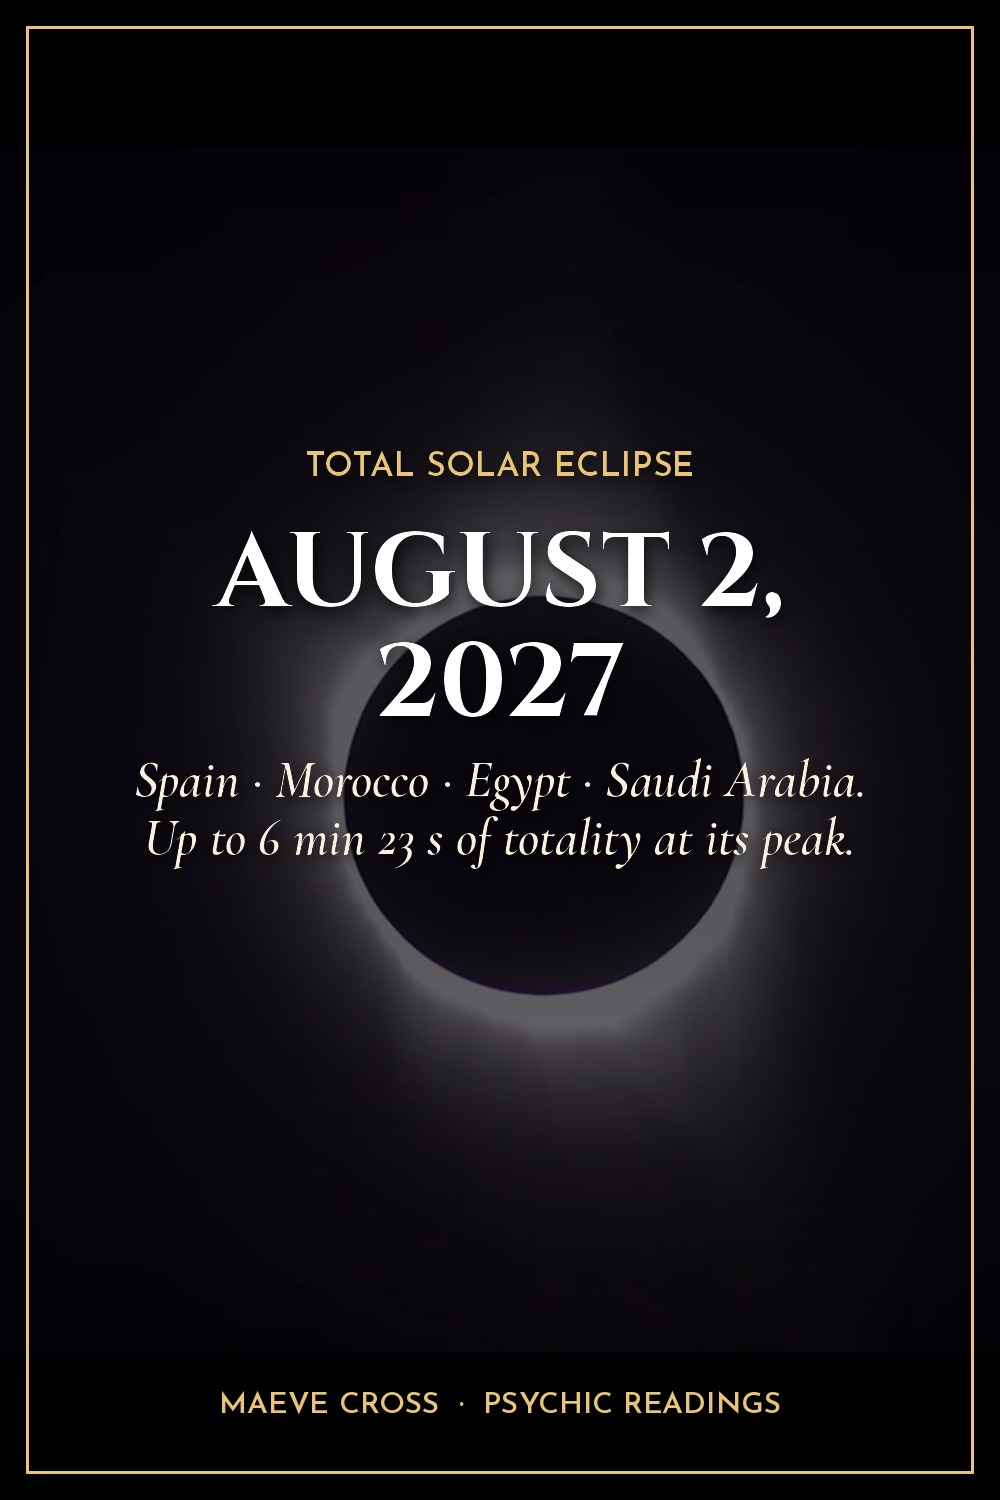 TOTAL SOLAR ECLIPSE
AUGUST 2,
2027
Spain · Morocco · Egypt · Saudi Arabia.
Up to 6 min 23 s of totality at its peak.
MAEVE CROSS · PSYCHIC READINGS